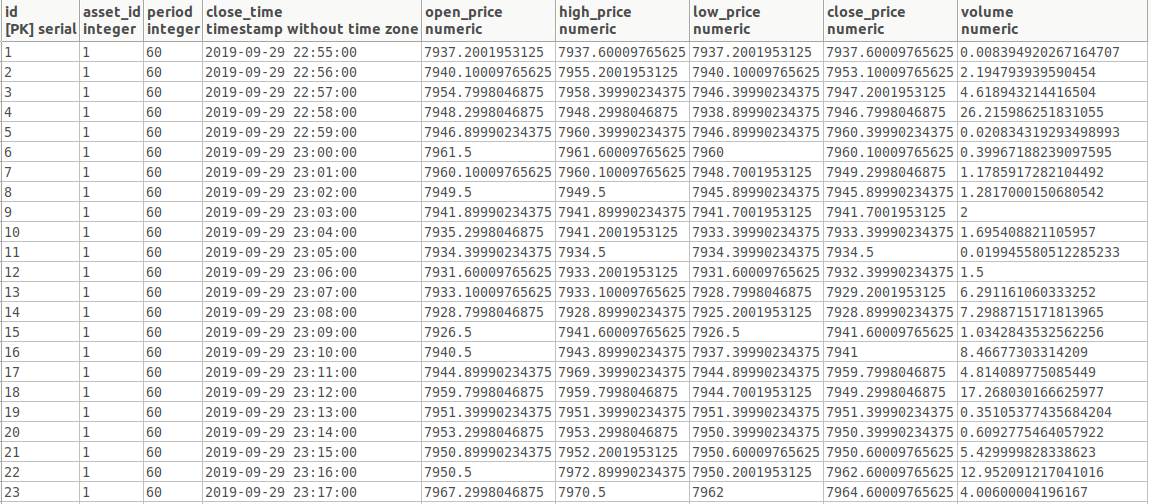 id asset_id period close_time open_price high_price low_price close_price volume
[PK] serial integer integer timestamp without time zone numeric numeric numeric numeric numeric
1 1 60 2019-09-29 22:55:00 7937.2001953125 7937.60009765625 7937.2001953125 7937.60009765625 0.008394920267164707
2 1 60 2019-09-29 22:56:00 7940.10009765625 7955.2001953125 7940.10009765625 7953.10009765625 2.194793939590454
3 1 60 2019-09-29 22:57:00 7954.7998046875 7958.39990234375 7946.39990234375 7947.2001953125 4.618943214416504
4 1 60 2019-09-29 22:58:00 7948.2998046875 7948.2998046875 7938.89990234375 7946.7998046875 26.215986251831055
5 1 60 2019-09-29 22:59:00 7946.89990234375 7960.39990234375 7946.89990234375 7960.39990234375 0.020834319293498993
6 1 60 2019-09-29 23:00:00 7961.5 7961.60009765625 7960 7960.10009765625 0.39967188239097595
7 1 60 2019-09-29 23:01:00 7960.10009765625 7960.10009765625 7948.7001953125 7949.2998046875 1.1785917282104492
8 1 60 2019-09-29 23:02:00 7949.5 7949.5 7945.89990234375 7945.89990234375 1.2817000150680542
9 1 60 2019-09-29 23:03:00 7941.89990234375 7941.89990234375 7941.7001953125 7941.7001953125 2
10 1 60 2019-09-29 23:04:00 7935.2998046875 7941.2001953125 7933.39990234375 7933.39990234375 1.695408821105957
11 1 60 2019-09-29 23:05:00 7934.39990234375 7934.5 7934.39990234375 7934.5 0.019945580512285233
12 1 60 2019-09-29 23:06:00 7931.60009765625 7933.2001953125 7931.60009765625 7932.39990234375 1.5
13 1 60 2019-09-29 23:07:00 7933.10009765625 7933.10009765625 7928.7998046875 7929.2001953125 6.291161060333252
14 1 60 2019-09-29 23:08:00 7928.7998046875 7928.89990234375 7925.2001953125 7928.89990234375 7.2988715171813965
15 1 60 2019-09-29 23:09:00 7926.5 7941.60009765625 7926.5 7941.60009765625 1.0342843532562256
16 1 60 2019-09-29 23:10:00 7940.5 7943.89990234375 7937.39990234375 7941 8.46677303314209
17 1 60 2019-09-29 23:11:00 7944.89990234375 7969.39990234375 7944.89990234375 7959.7998046875 4.814089775085449
18 1 60 2019-09-29 23:12:00 7959.7998046875 7959.7998046875 7944.7001953125 7949.2998046875 17.268030166625977
19 1 60 2019-09-29 23:13:00 7951.39990234375 7951.39990234375 7951.39990234375 7951.39990234375 0.35105377435684204
20 1 60 2019-09-29 23:14:00 7953.2998046875 7953.2998046875 7950.39990234375 7950.39990234375 0.6092775464057922
21 1 60 2019-09-29 23:15:00 7950.89990234375 7952.2001953125 7950.60009765625 7950.60009765625 5.429999828338623
22 1 60 2019-09-29 23:16:00 7950.5 7972.89990234375 7950.2001953125 7962.60009765625 12.952091217041016
23 1 60 2019-09-29 23:17:00 7967.2998046875 7970.5 7962 7964.60009765625 4.00600004196167